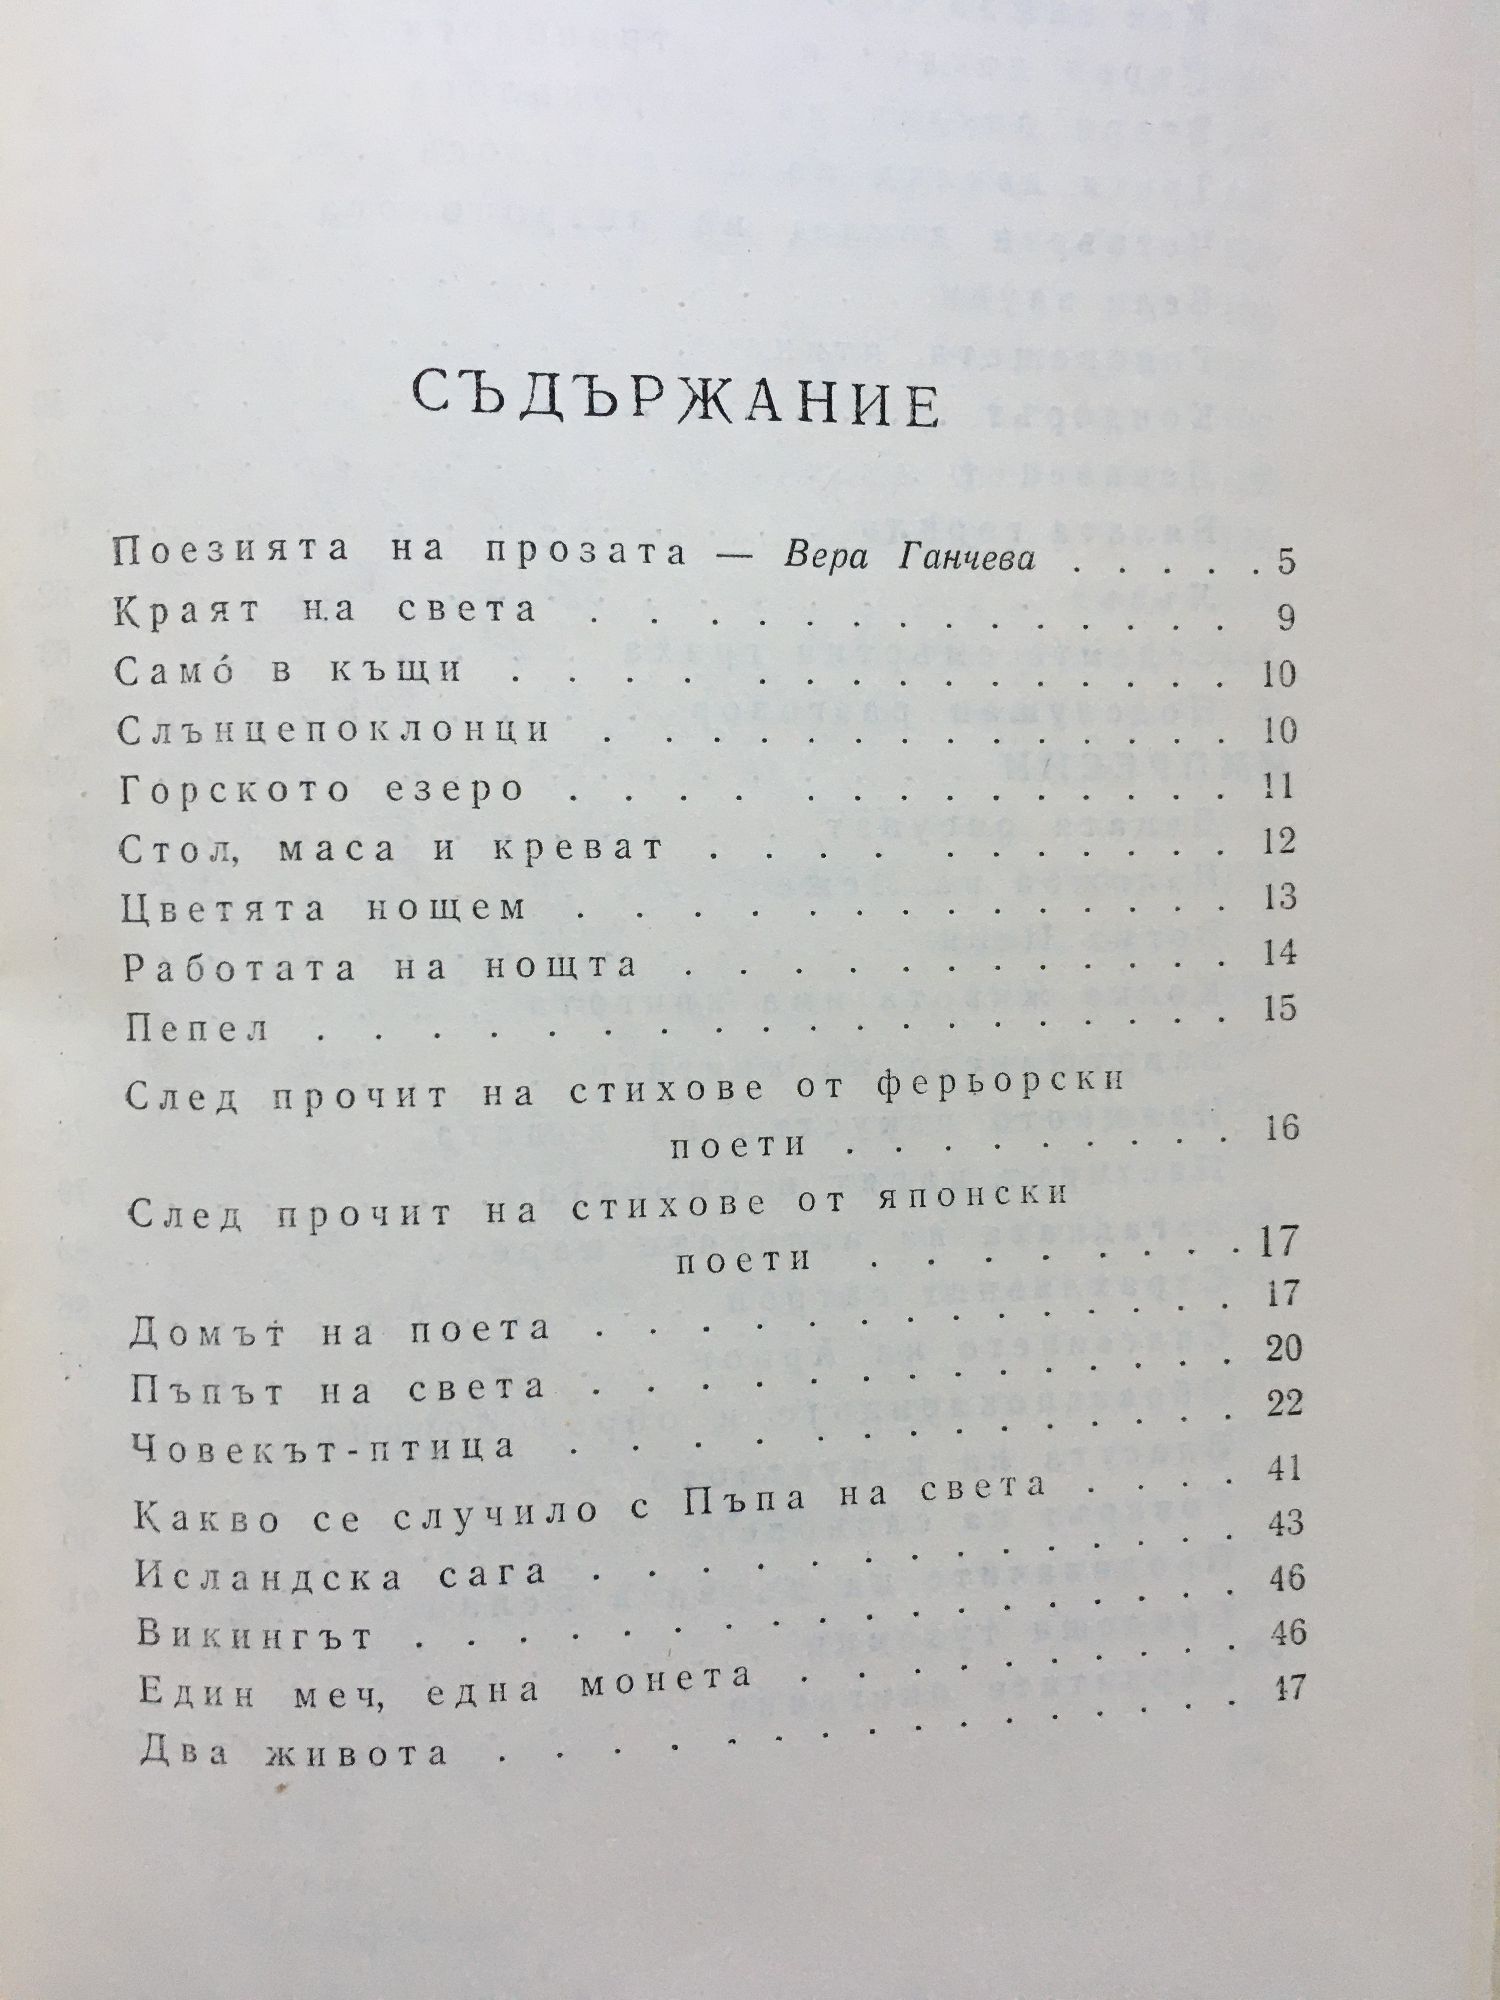 СЪДЪРЖАНИЕ
Поезията на прозата — Вера Ганчева . . . . . 5
Краят на света . . . . . . . . . . . . . 9
Само́ в къщи . . . . . . . . . . . . . . 10
Слънцепоклонци . . . . . . . . . . . . . 10
Горското езеро . . . . . . . . . . . . . 11
Стол, маса и креват . . . . . . . . . . 12
Цветята нощем . . . . . . . . . . . . . 13
Работата на нощта . . . . . . . . . . . 14
Пепел . . . . . . . . . . . . . . . . . 15
След прочит на стихове от ферьорски
поети . . . . . . . . . 16
След прочит на стихове от японски
поети . . . . . . . . . 17
Домът на поета . . . . . . . . . . . . . 17
Пъпът на света . . . . . . . . . . . . . 20
Човекът-птица . . . . . . . . . . . . . 22
Какво се случило с Пъпа на света . . . . 41
Исландска сага . . . . . . . . . . . . . 43
Викингът . . . . . . . . . . . . . . . . 46
Един меч, една монета . . . . . . . . . 46
Два живота . . . . . . . . . . . . . . 47